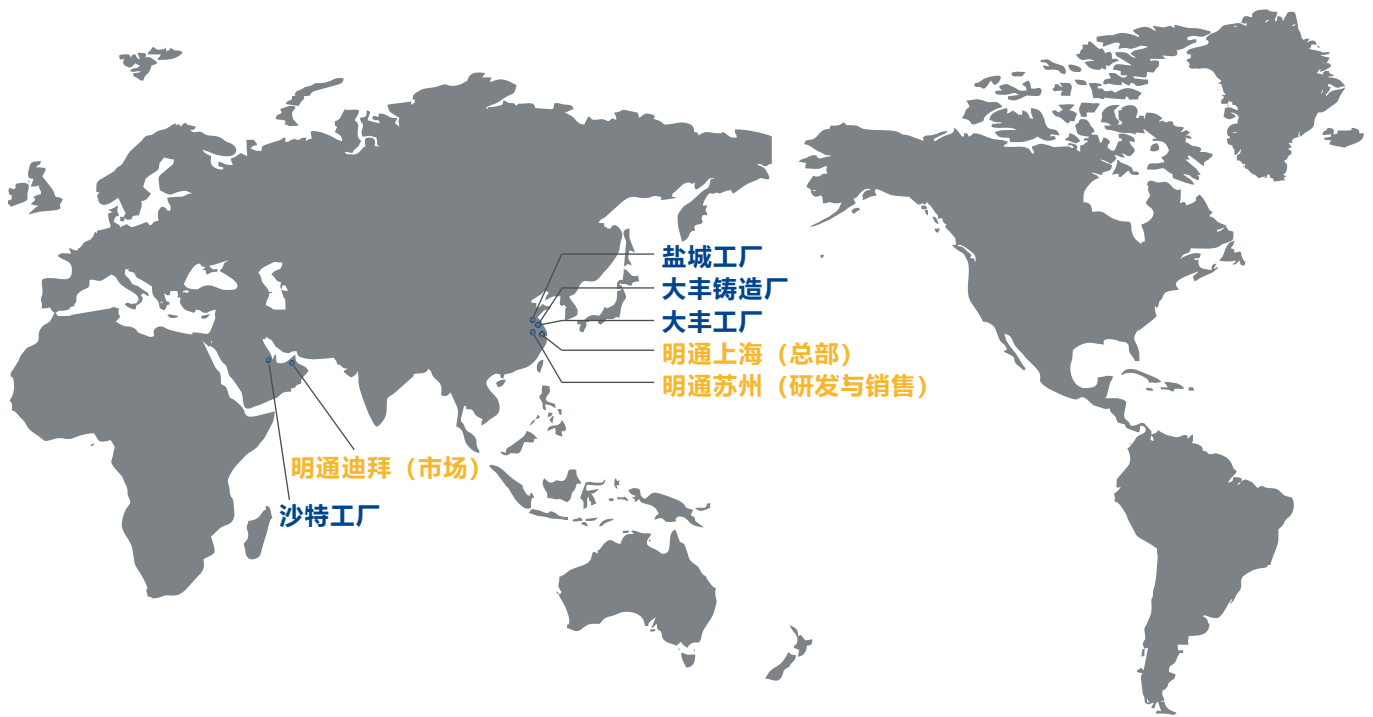 盐城工厂
大丰铸造厂
大丰工厂
明通上海（总部）
明通苏州（研发与销售）
明通迪拜（市场）
沙特工厂